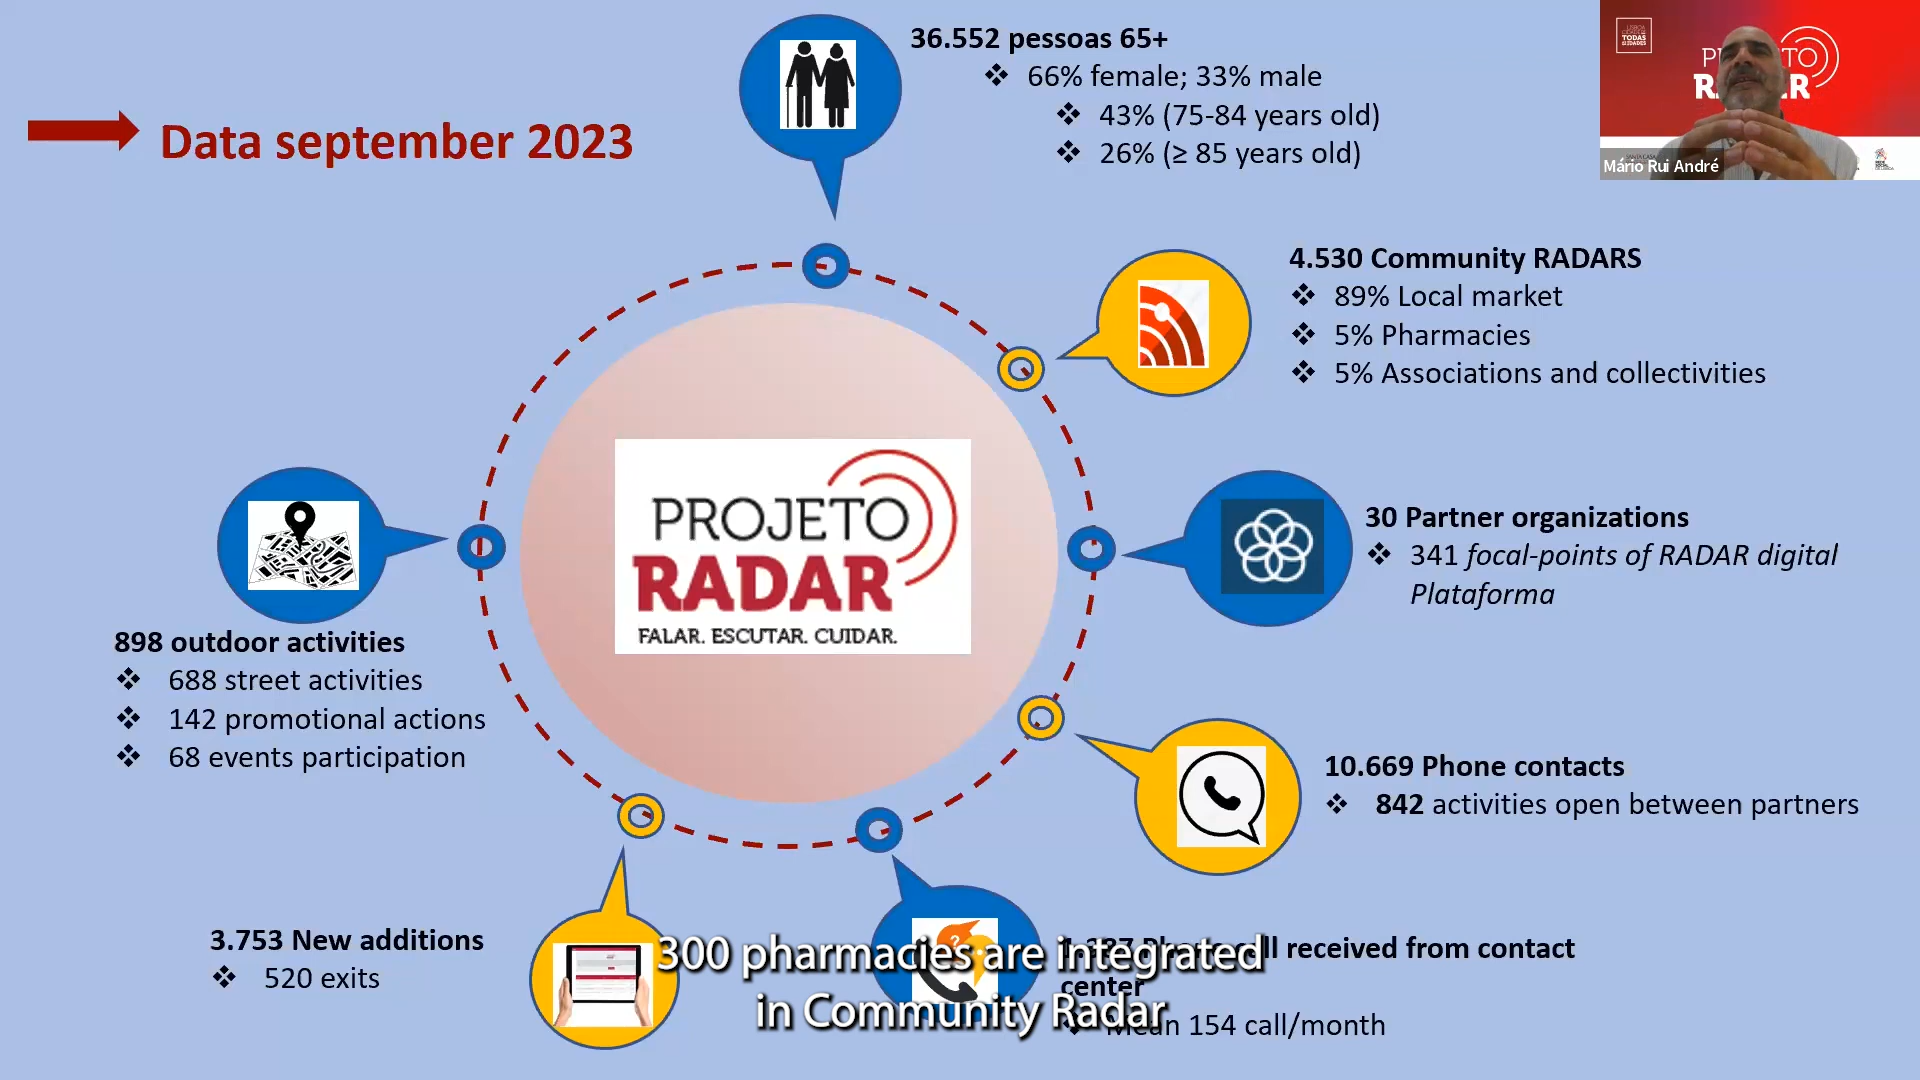 36.552 pessoas 65+
66% female; 33% male
43% (75-84 years old)
26% (≥ 85 years old)
Data september 2023
LISBOA
TODAS
Mário Rui André
4.530 Community RADARS
89% Local market
5% Pharmacies
5% Associations and collectivities
PROJETO
RADAR
FALAR. ESCUTAR. CUIDAR.
30 Partner organizations
341 focal-points of RADAR digital
Plataforma
898 outdoor activities
688 street activities
142 promotional actions
68 events participation
10.669 Phone contacts
842 activities open between partners
3.753 New additions
520 exits
received from contact
center
Mean 154 call/month
300 pharmacies are integrated
in Community Radar